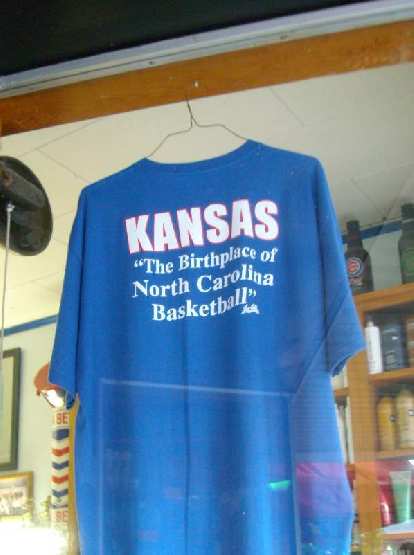 KANSAS
“The Birthplace of
North Carolina
Basketball”